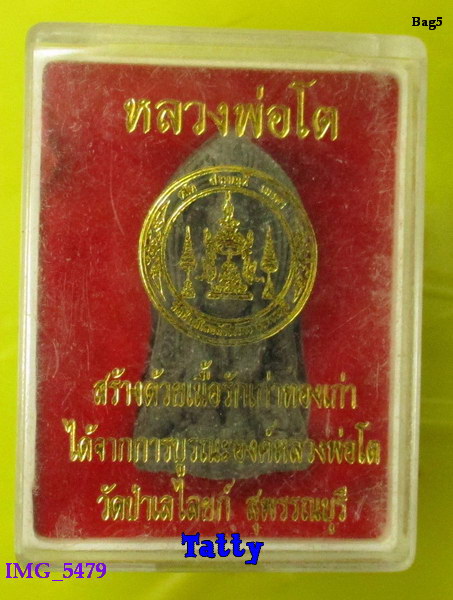 Bag5
หลวงพ่อโต
สร้างด้วยเนื้อรักเก่าทองเก่า
ได้จากการบูรณะองค์หลวงพ่อโต
วัดป่าเลไลยก์ สุพรรณบุรี
Tatty
IMG_5479